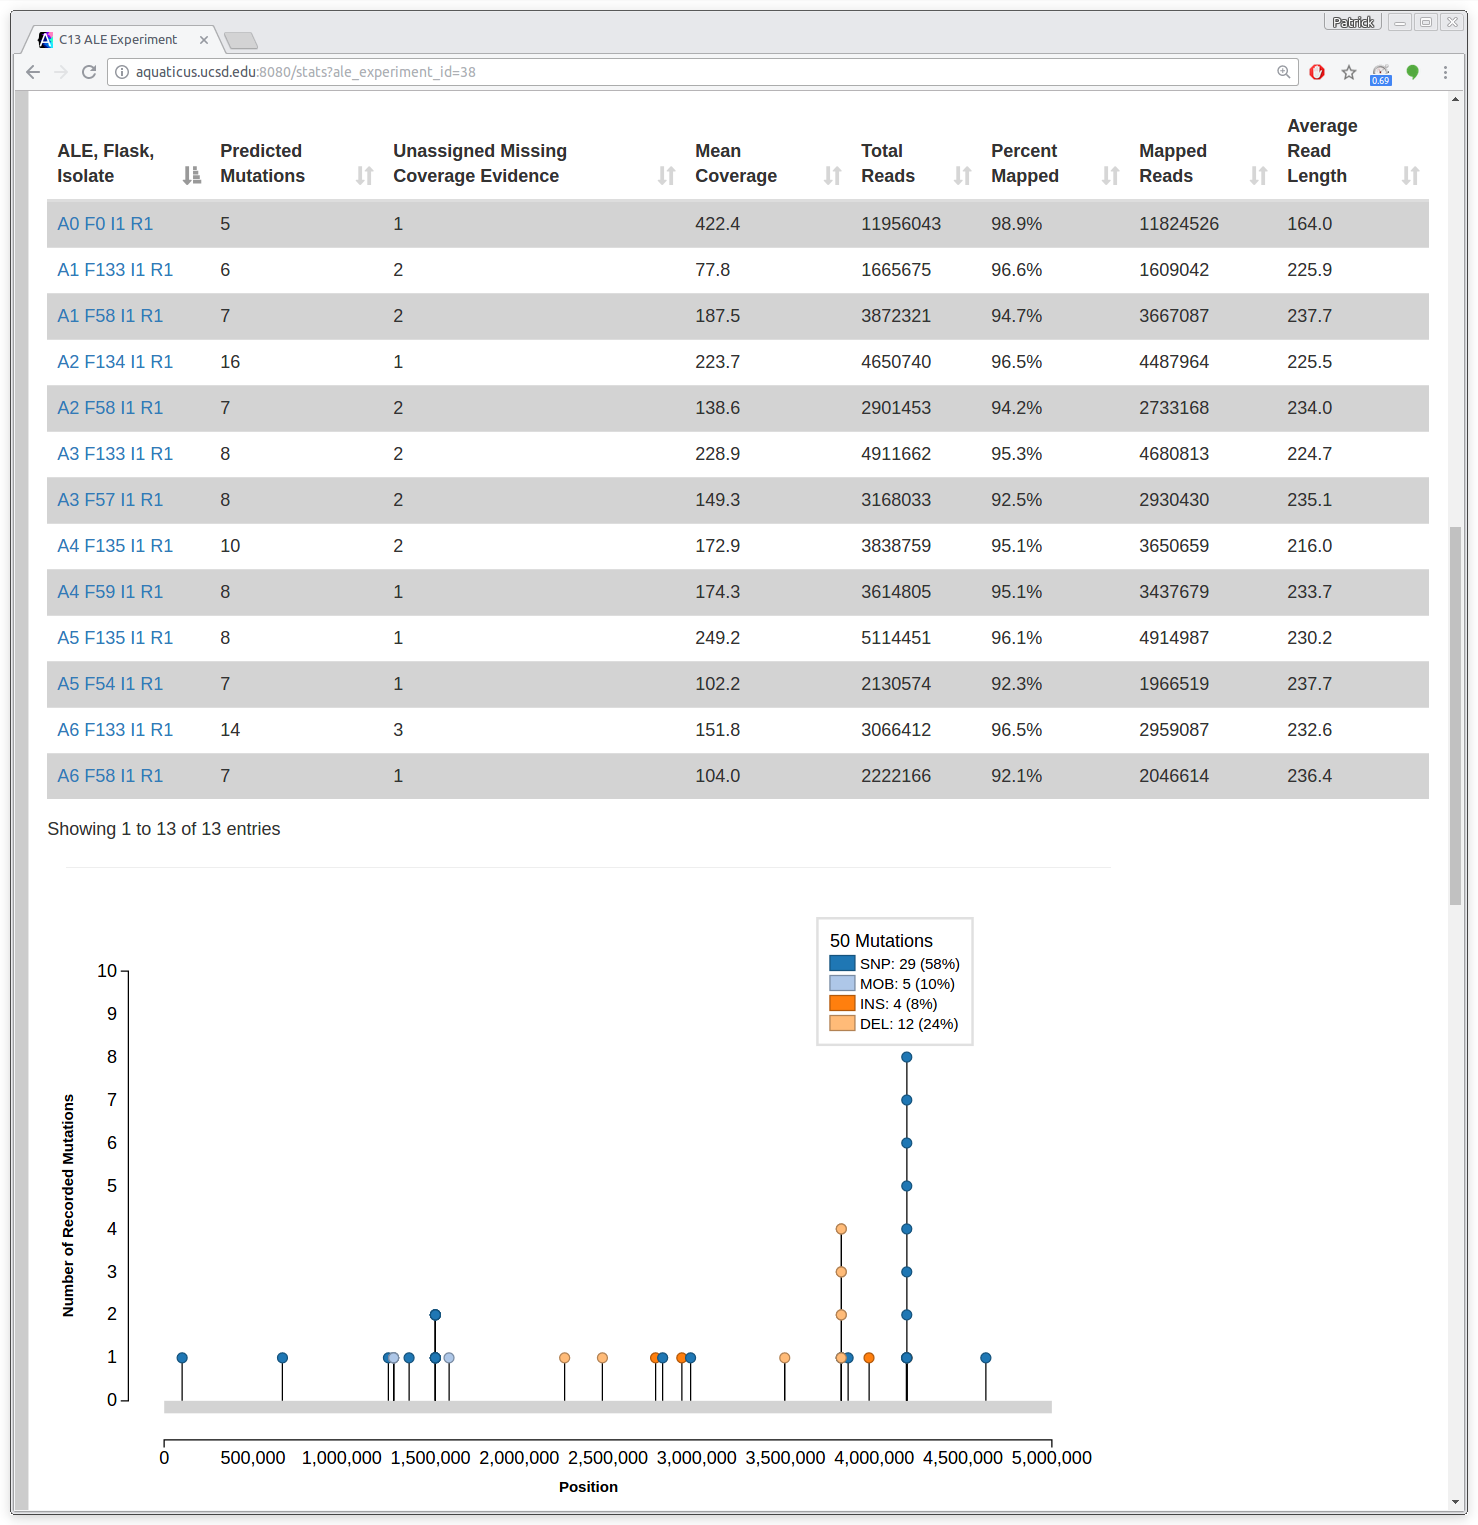 Patrick
C13 ALE Experiment
aquaticus.ucsd.edu:8080/stats?ale_experiment_id=38
0.69
ALE, Flask, Isolate Predicted Mutations Unassigned Missing Coverage Evidence Mean Coverage Total Reads Percent Mapped Mapped Reads Average Read Length
A0 F0 I1 R1 5 1 422.4 11956043 98.9% 11824526 164.0
A1 F133 I1 R1 6 2 77.8 1665675 96.6% 1609042 225.9
A1 F58 I1 R1 7 2 187.5 3872321 94.7% 3667087 237.7
A2 F134 I1 R1 16 1 223.7 4650740 96.5% 4487964 225.5
A2 F58 I1 R1 7 2 138.6 2901453 94.2% 2733168 234.0
A3 F133 I1 R1 8 2 228.9 4911662 95.3% 4680813 224.7
A3 F57 I1 R1 8 2 149.3 3168033 92.5% 2930430 235.1
A4 F135 I1 R1 10 2 172.9 3838759 95.1% 3650659 216.0
A4 F59 I1 R1 8 1 174.3 3614805 95.1% 3437679 233.7
A5 F135 I1 R1 8 1 249.2 5114451 96.1% 4914987 230.2
A5 F54 I1 R1 7 1 102.2 2130574 92.3% 1966519 237.7
A6 F133 I1 R1 14 3 151.8 3066412 96.5% 2959087 232.6
A6 F58 I1 R1 7 1 104.0 2222166 92.1% 2046614 236.4
Showing 1 to 13 of 13 entries
50 Mutations
SNP: 29 (58%)
MOB: 5 (10%)
INS: 4 (8%)
DEL: 12 (24%)
Number of Recorded Mutations
10
9
8
7
6
5
4
3
2
1
0
0 500,000 1,000,000 1,500,000 2,000,000 2,500,000 3,000,000 3,500,000 4,000,000 4,500,000 5,000,000
Position